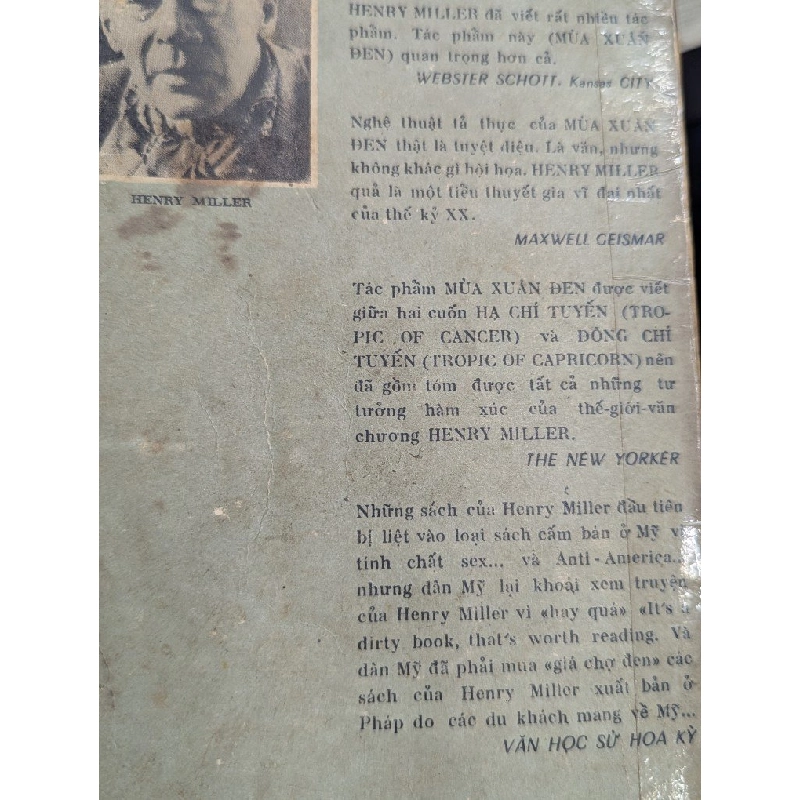 HENRY MILLER
HENRY MILLER đã viết rất nhiều tác
phẩm. Tác phẩm này (MÙA XUÂN
ĐEN) quan trọng hơn cả.
WEBSTER SCHOTT. Kansas CITY
Nghệ thuật tả thực của MÙA XUÂN
ĐEN thật là tuyệt diệu. Là văn, nhưng
không khác gì hội họa. HENRY MILLER
quả là một tiểu thuyết gia vĩ đại nhất
của thế kỷ XX.
MAXWELL GEISMAR
Tác phẩm MÙA XUÂN ĐEN được viết
giữa hai cuốn HẠ CHÍ TUYẾN (TRO-
PIC OF CANCER) và ĐÔNG CHÍ
TUYẾN (TROPIC OF CAPRICORN) nên
đã gồm tóm được tất cả những tư
tưởng hàm xúc của thế-giới-văn
chương HENRY MILLER.
THE NEW YORKER
Những sách của Henry Miller đầu tiên
bị liệt vào loại sách cấm bán ở Mỹ vì
tính chất sex... và Anti-America...
nhưng dân Mỹ lại khoái xem truyện
của Henry Miller vì «hay quá» «It's a
dirty book, that's worth reading. Và
dân Mỹ đã phải mua «giá chợ đen» các
sách của Henry Miller xuất bản ở
Pháp do các du khách mang về Mỹ...
VĂN HỌC SỬ HOA KỲ